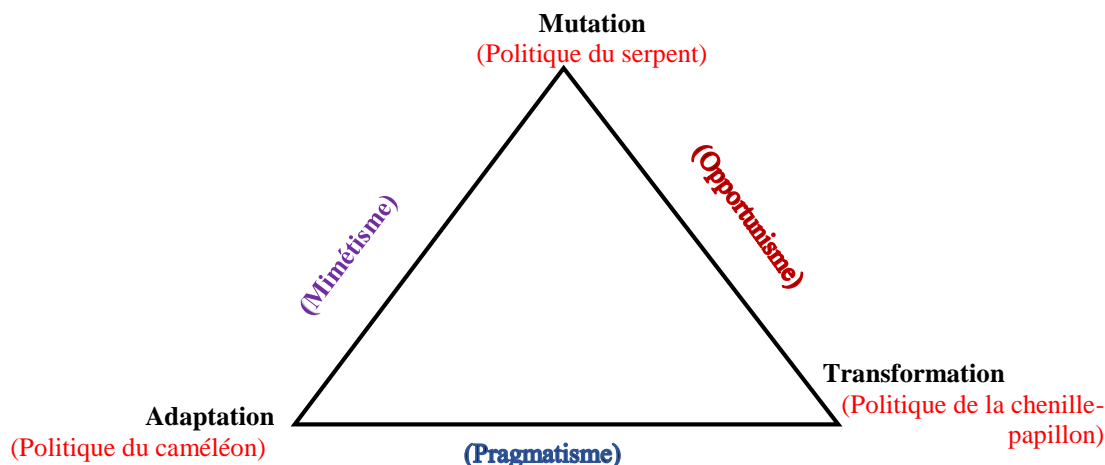 Mutation
(Politique du serpent)
(Opportunisme)
(Mimétisme)
Transformation
(Politique de la chenille-
papillon)
Adaptation
(Politique du caméléon)
(Pragmatisme)